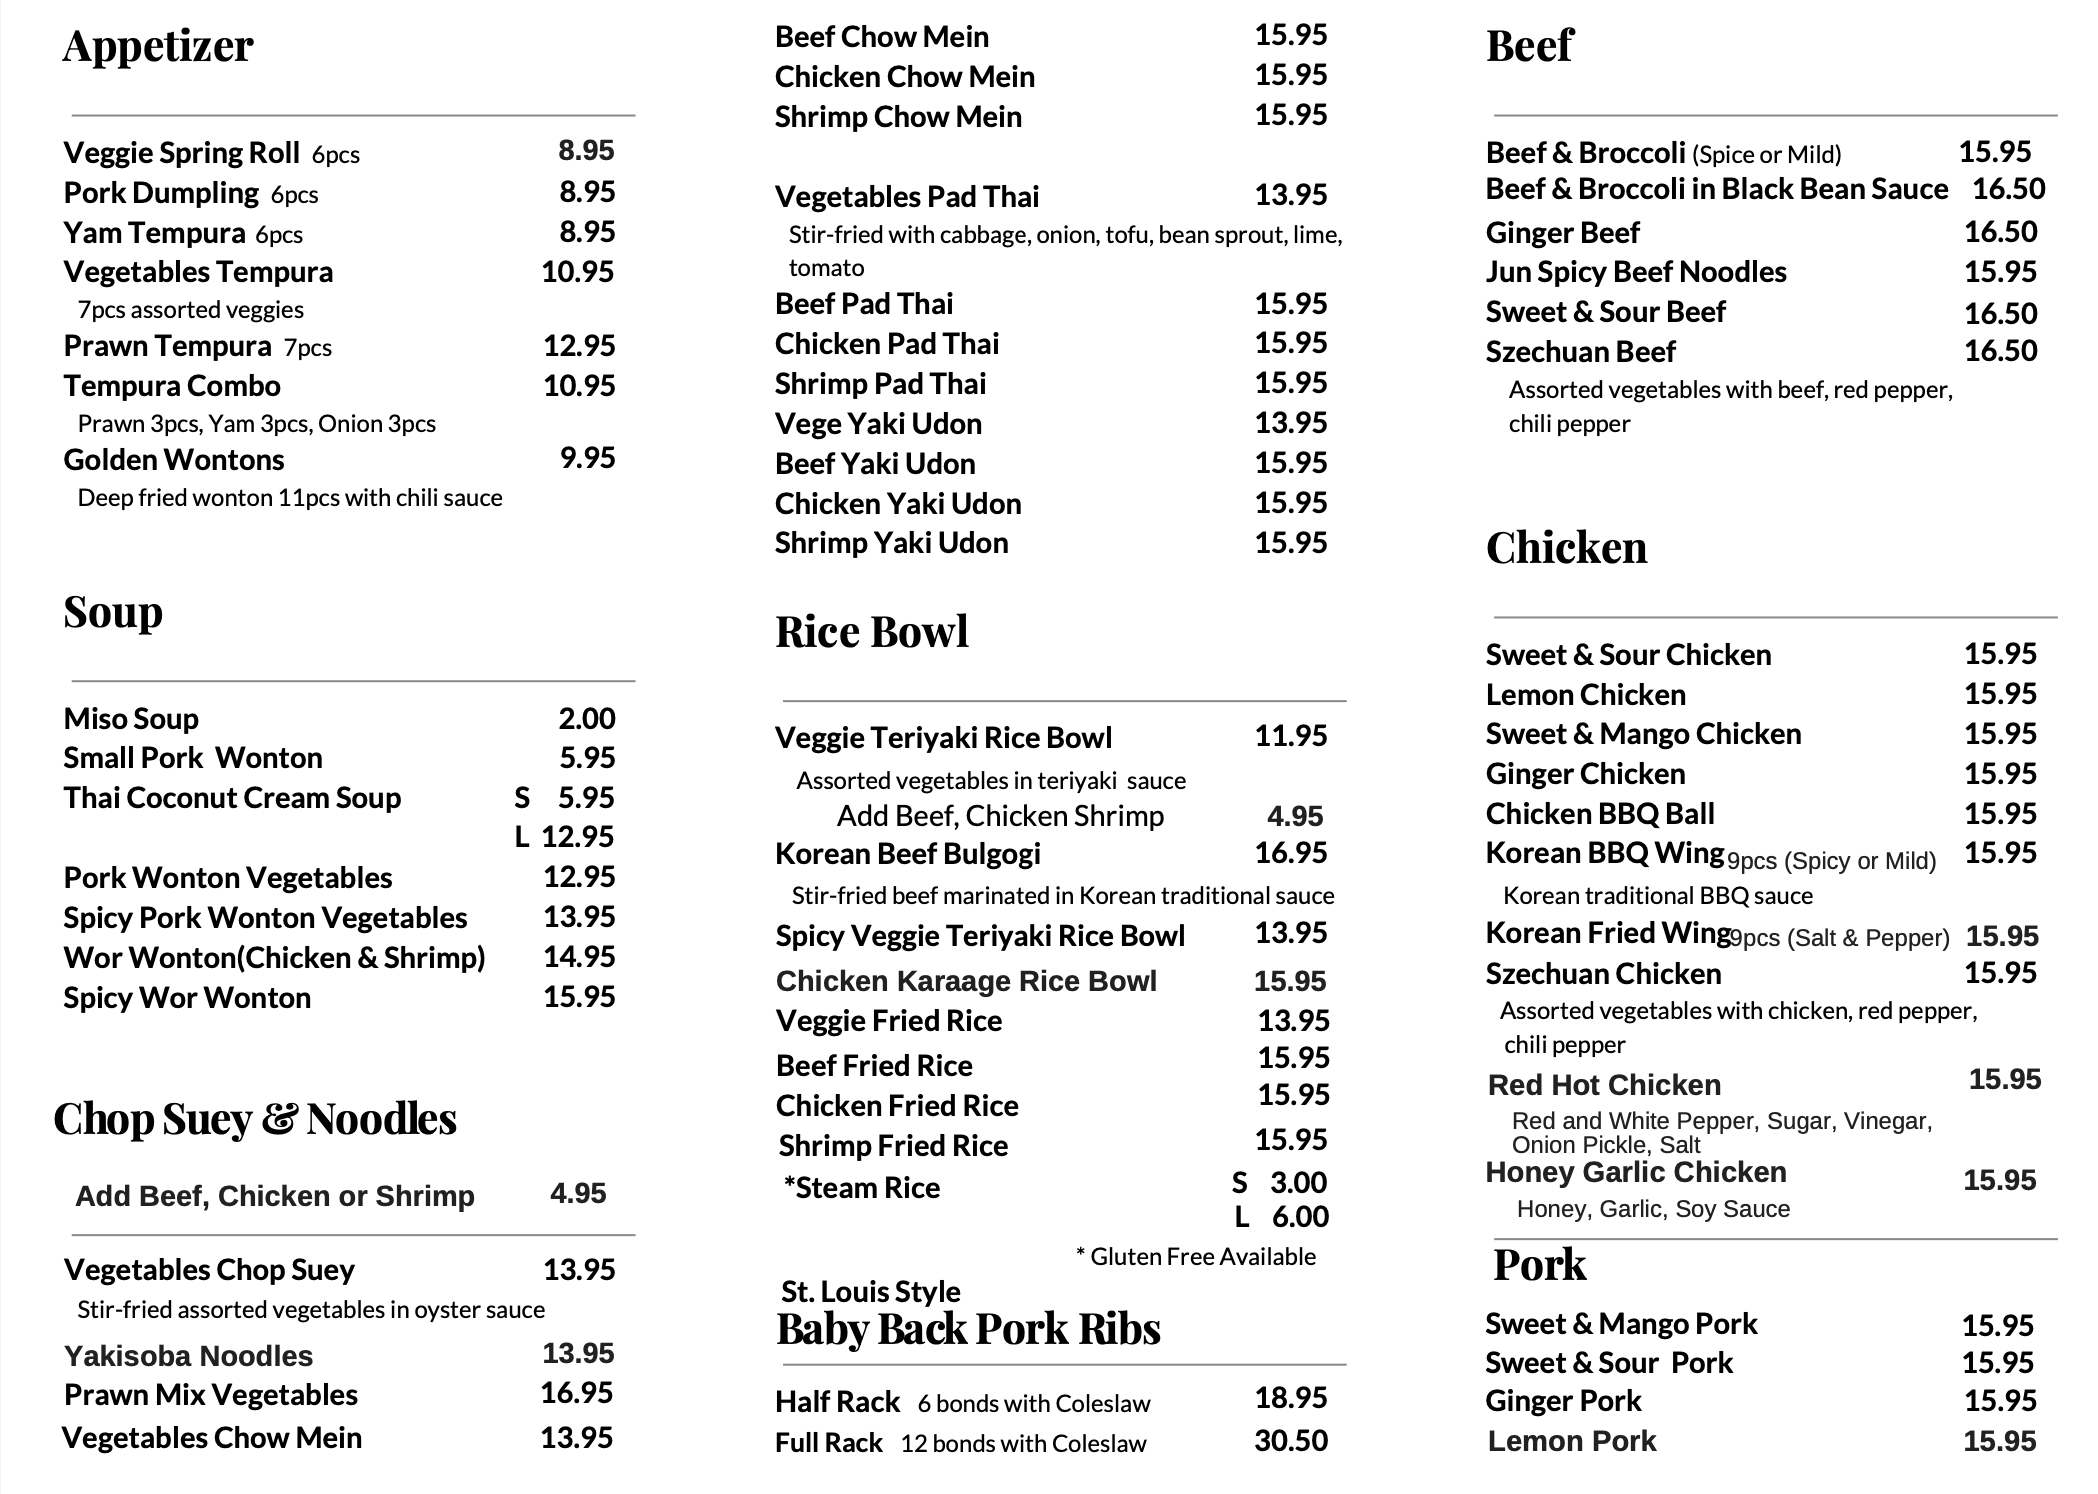 Appetizer
Veggie Spring Roll 6pcs 8.95
Pork Dumpling 6pcs 8.95
Yam Tempura 6pcs 8.95
Vegetables Tempura 10.95
7pcs assorted veggies
Prawn Tempura 7pcs 12.95
Tempura Combo 10.95
Prawn 3pcs, Yam 3pcs, Onion 3pcs
Golden Wontons 9.95
Deep fried wonton 11pcs with chili sauce
Soup
Miso Soup 2.00
Small Pork Wonton 5.95
Thai Coconut Cream Soup S 5.95
L 12.95
Pork Wonton Vegetables 12.95
Spicy Pork Wonton Vegetables 13.95
Wor Wonton(Chicken & Shrimp) 14.95
Spicy Wor Wonton 15.95
Chop Suey & Noodles
Add Beef, Chicken or Shrimp 4.95
Vegetables Chop Suey 13.95
Stir-fried assorted vegetables in oyster sauce
Yakisoba Noodles 13.95
Prawn Mix Vegetables 16.95
Vegetables Chow Mein 13.95
Beef Chow Mein 15.95
Chicken Chow Mein 15.95
Shrimp Chow Mein 15.95
Vegetables Pad Thai 13.95
Stir-fried with cabbage, onion, tofu, bean sprout, lime,
tomato
Beef Pad Thai 15.95
Chicken Pad Thai 15.95
Shrimp Pad Thai 15.95
Vege Yaki Udon 13.95
Beef Yaki Udon 15.95
Chicken Yaki Udon 15.95
Shrimp Yaki Udon 15.95
Rice Bowl
Veggie Teriyaki Rice Bowl 11.95
Assorted vegetables in teriyaki sauce
Add Beef, Chicken Shrimp 4.95
Korean Beef Bulgogi 16.95
Stir-fried beef marinated in Korean traditional sauce
Spicy Veggie Teriyaki Rice Bowl 13.95
Chicken Karaage Rice Bowl 15.95
Veggie Fried Rice 13.95
Beef Fried Rice 15.95
Chicken Fried Rice 15.95
Shrimp Fried Rice 15.95
*Steam Rice S 3.00
L 6.00
* Gluten Free Available
St. Louis Style
Baby Back Pork Ribs
Half Rack 6 bonds with Coleslaw 18.95
Full Rack 12 bonds with Coleslaw 30.50
Beef
Beef & Broccoli (Spice or Mild) 15.95
Beef & Broccoli in Black Bean Sauce 16.50
Ginger Beef 16.50
Jun Spicy Beef Noodles 15.95
Sweet & Sour Beef 16.50
Szechuan Beef 16.50
Assorted vegetables with beef, red pepper,
chili pepper
Chicken
Sweet & Sour Chicken 15.95
Lemon Chicken 15.95
Sweet & Mango Chicken 15.95
Ginger Chicken 15.95
Chicken BBQ Ball 15.95
Korean BBQ Wing 9pcs (Spicy or Mild) 15.95
Korean traditional BBQ sauce
Korean Fried Wing 9pcs (Salt & Pepper) 15.95
Szechuan Chicken 15.95
Assorted vegetables with chicken, red pepper,
chili pepper
Red Hot Chicken 15.95
Red and White Pepper, Sugar, Vinegar,
Onion Pickle, Salt
Honey Garlic Chicken 15.95
Honey, Garlic, Soy Sauce
Pork
Sweet & Mango Pork 15.95
Sweet & Sour Pork 15.95
Ginger Pork 15.95
Lemon Pork 15.95